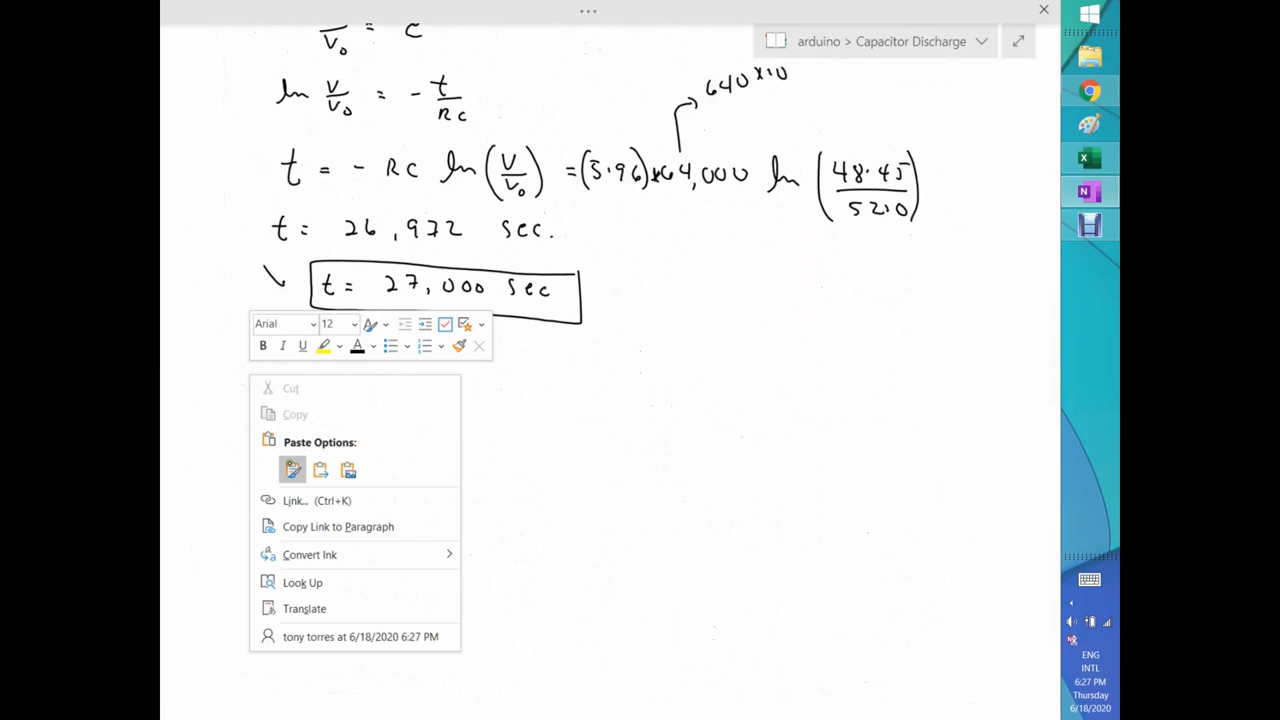 arduino > Capacitor Discharge
V/V₀ = e
640 x 10
ln V/V₀ = - t/RC
t = - RC ln(V/V₀) = (5.96)*64,000 ln(48.45/52.0)
t = 26,972 sec.
t = 27,000 sec
Arial 12
B I U A
Cut
Copy
Paste Options:
Link... (Ctrl+K)
Copy Link to Paragraph
Convert Ink
Look Up
Translate
tony torres at 6/18/2020 6:27 PM
ENG
INTL
6:27 PM
Thursday
6/18/2020